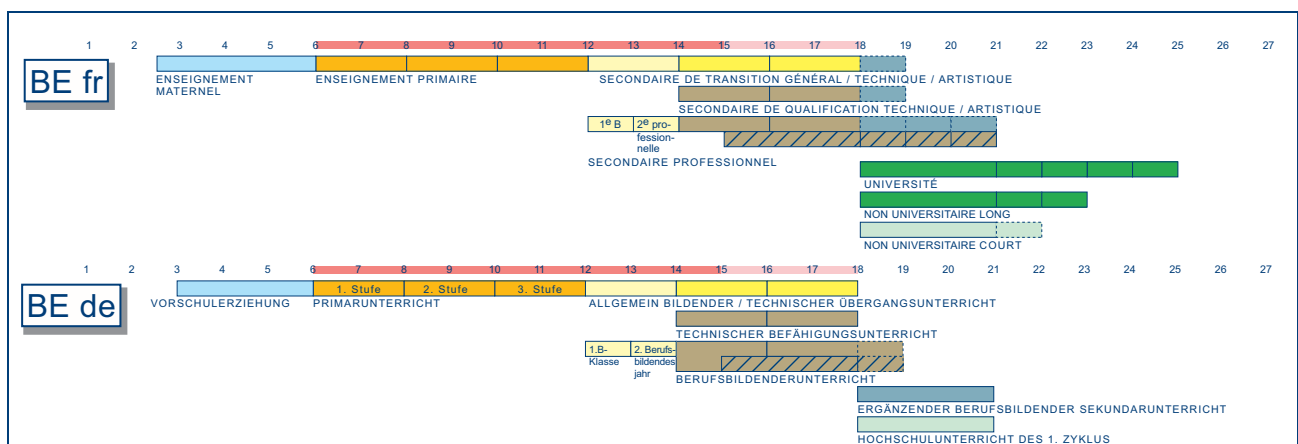 1 2 3 4 5 6 7 8 9 10 11 12 13 14 15 16 17 18 19 20 21 22 23 24 25 26 27
BE fr
ENSEIGNEMENT MATERNEL
ENSEIGNEMENT PRIMAIRE
SECONDAIRE DE TRANSITION GÉNÉRAL / TECHNIQUE / ARTISTIQUE
SECONDAIRE DE QUALIFICATION TECHNIQUE / ARTISTIQUE
1e B
2e pro-
fession-
nelle
SECONDAIRE PROFESSIONNEL
UNIVERSITÉ
NON UNIVERSITAIRE LONG
NON UNIVERSITAIRE COURT
1 2 3 4 5 6 7 8 9 10 11 12 13 14 15 16 17 18 19 20 21 22 23 24 25 26 27
BE de
1. Stufe 2. Stufe 3. Stufe
VORSCHULERZIEHUNG
PRIMARUNTERRICHT
ALLGEMEIN BILDENDER / TECHNISCHER ÜBERGANGSUNTERRICHT
TECHNISCHER BEFÄHIGUNGSUNTERRICHT
1.B-
Klasse
2. Berufs-
bildendes
jahr
BERUFSBILDENDERUNTERRICHT
ERGÄNZENDER BERUFSBILDENDER SEKUNDARUNTERRICHT
HOCHSCHULUNTERRICHT DES 1. ZYKLUS